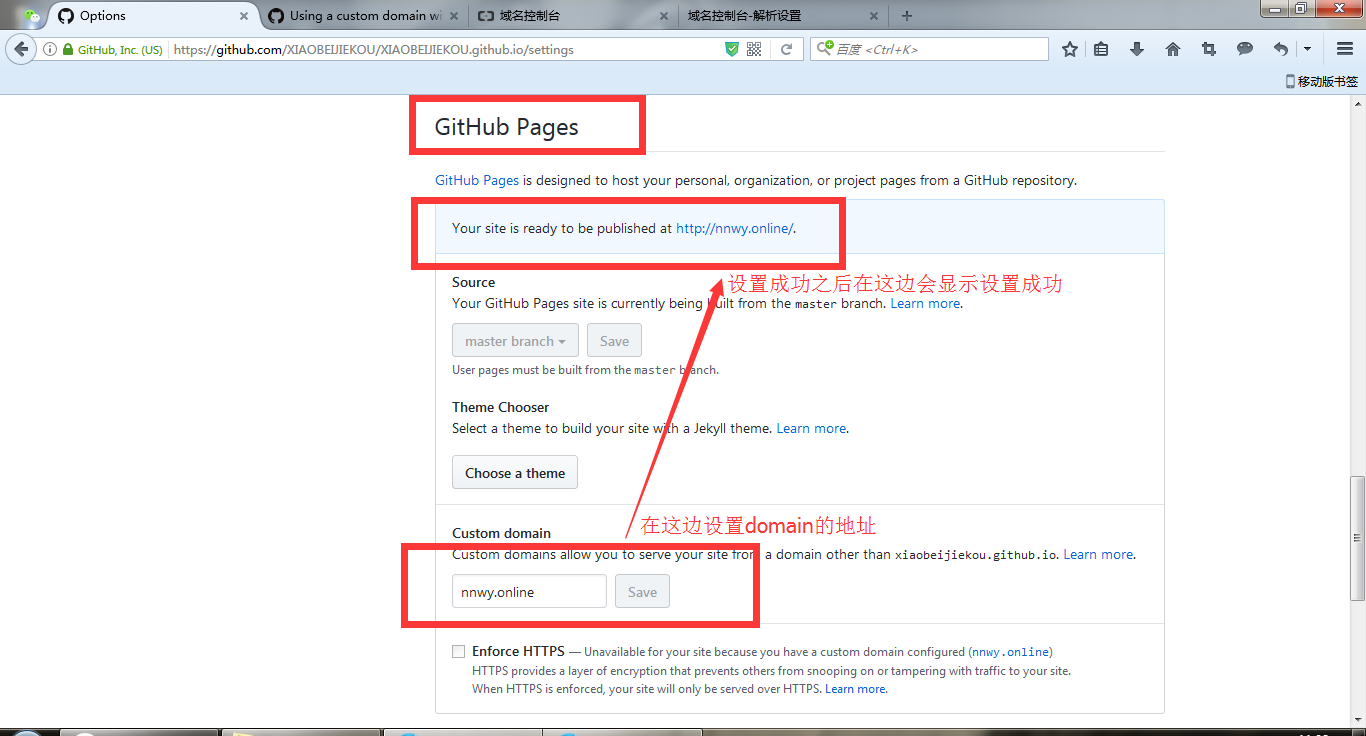 Options
Using a custom domain wi
域名控制台
域名控制台-解析设置
GitHub, Inc. (US)
https://github.com/XIAOBEIJIEKOU/XIAOBEIJIEKOU.github.io/settings
百度 <Ctrl+K>
移动版书签
GitHub Pages
GitHub Pages is designed to host your personal, organization, or project pages from a GitHub repository.
Your site is ready to be published at http://nnwy.online/.
设置成功之后在这边会显示设置成功
Source
Your GitHub Pages site is currently being built from the master branch. Learn more.
master branch
Save
User pages must be built from the master branch.
Theme Chooser
Select a theme to build your site with a Jekyll theme. Learn more.
Choose a theme
在这边设置domain的地址
Custom domain
Custom domains allow you to serve your site from a domain other than xiaobeijiekou.github.io. Learn more.
nnwy.online
Save
Enforce HTTPS — Unavailable for your site because you have a custom domain configured (nnwy.online)
HTTPS provides a layer of encryption that prevents others from snooping on or tampering with traffic to your site.
When HTTPS is enforced, your site will only be served over HTTPS. Learn more.